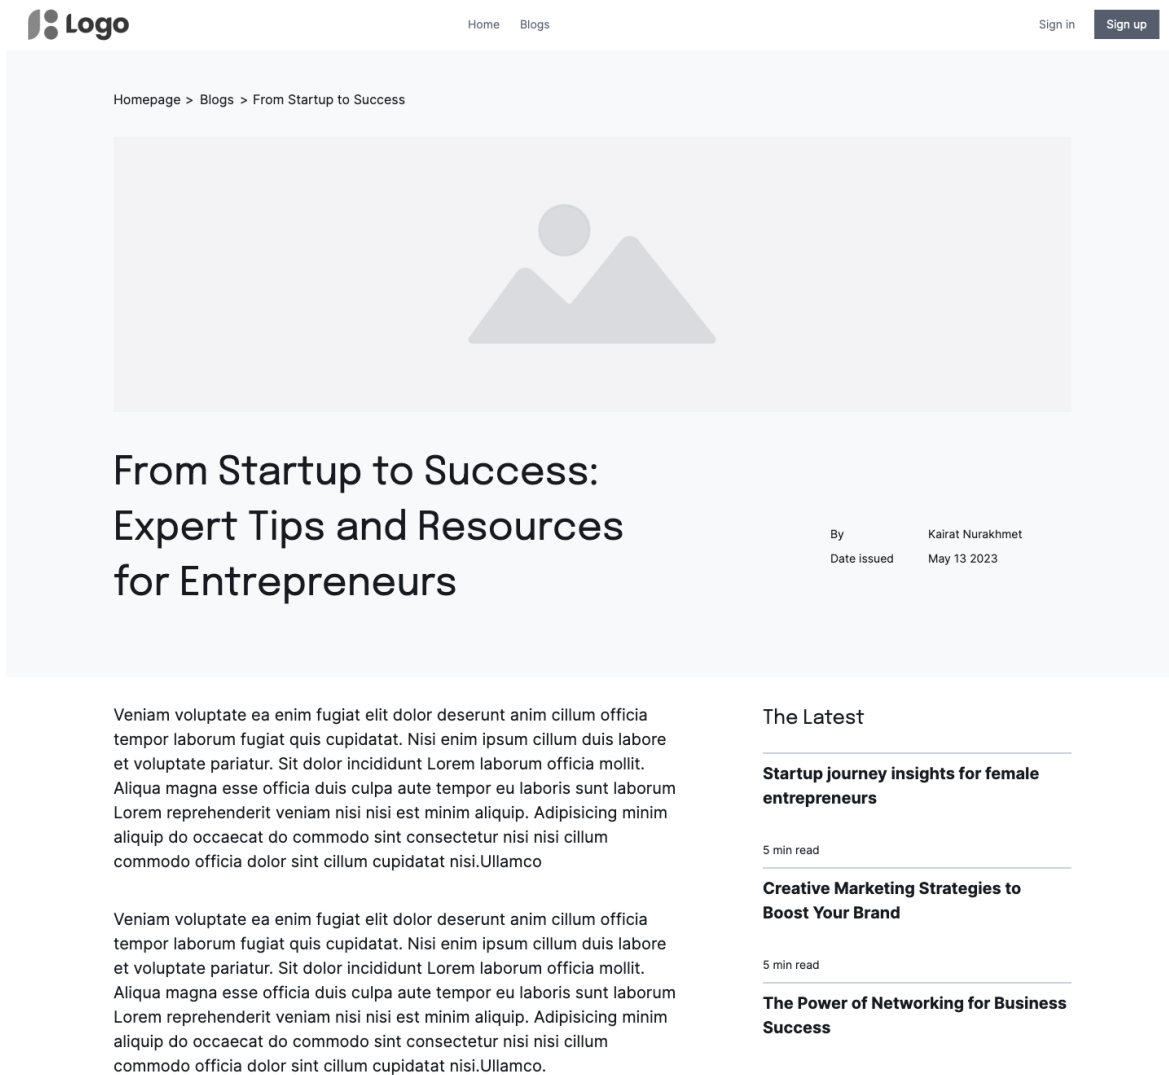 Logo
Home Blogs
Sign in Sign up
Homepage > Blogs > From Startup to Success
From Startup to Success:
Expert Tips and Resources
for Entrepreneurs
By Kairat Nurakhmet
Date issued May 13 2023
Veniam voluptate ea enim fugiat elit dolor deserunt anim cillum officia
tempor laborum fugiat quis cupidatat. Nisi enim ipsum cillum duis labore
et voluptate pariatur. Sit dolor incididunt Lorem laborum officia mollit.
Aliqua magna esse officia duis culpa aute tempor eu laboris sunt laborum
Lorem reprehenderit veniam nisi nisi est minim aliquip. Adipisicing minim
aliquip do occaecat do commodo sint consectetur nisi nisi cillum
commodo officia dolor sint cillum cupidatat nisi.Ullamco
Veniam voluptate ea enim fugiat elit dolor deserunt anim cillum officia
tempor laborum fugiat quis cupidatat. Nisi enim ipsum cillum duis labore
et voluptate pariatur. Sit dolor incididunt Lorem laborum officia mollit.
Aliqua magna esse officia duis culpa aute tempor eu laboris sunt laborum
Lorem reprehenderit veniam nisi nisi est minim aliquip. Adipisicing minim
aliquip do occaecat do commodo sint consectetur nisi nisi cillum
commodo officia dolor sint cillum cupidatat nisi.Ullamco.
The Latest
Startup journey insights for female
entrepreneurs
5 min read
Creative Marketing Strategies to
Boost Your Brand
5 min read
The Power of Networking for Business
Success